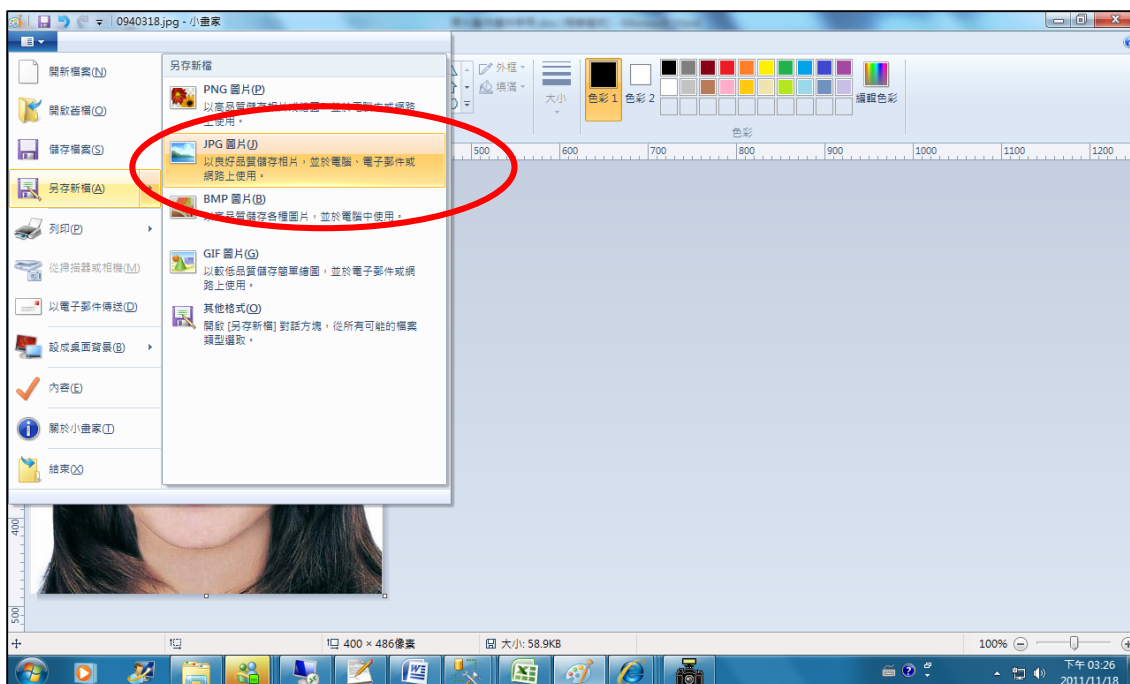 0940318.jpg - 小畫家
開新檔案(N)
開啟舊檔(O)
儲存檔案(S)
另存新檔(A)
列印(P)
從掃描器或相機(M)
以電子郵件傳送(D)
設成桌面背景(B)
內容(E)
關於小畫家(T)
結束(X)
另存新檔
PNG 圖片(P)
以高品質儲存相片或繪圖，並於電腦中或網路
上使用。
JPG 圖片(J)
以良好品質儲存相片，並於電腦、電子郵件或
網路上使用。
BMP 圖片(B)
以高品質儲存各種圖片，並於電腦中使用。
GIF 圖片(G)
以較低品質儲存簡單繪圖，並於電子郵件或網
路上使用。
其他格式(O)
開啟 [另存新檔] 對話方塊，從所有可能的檔案
類型選取。
外框
填滿
大小
色彩 1
色彩 2
編輯色彩
色彩
500 600 700 800 900 1000 1100 1200
400
500
400 × 486像素
大小: 58.9KB
100%
下午 03:26
2011/11/18